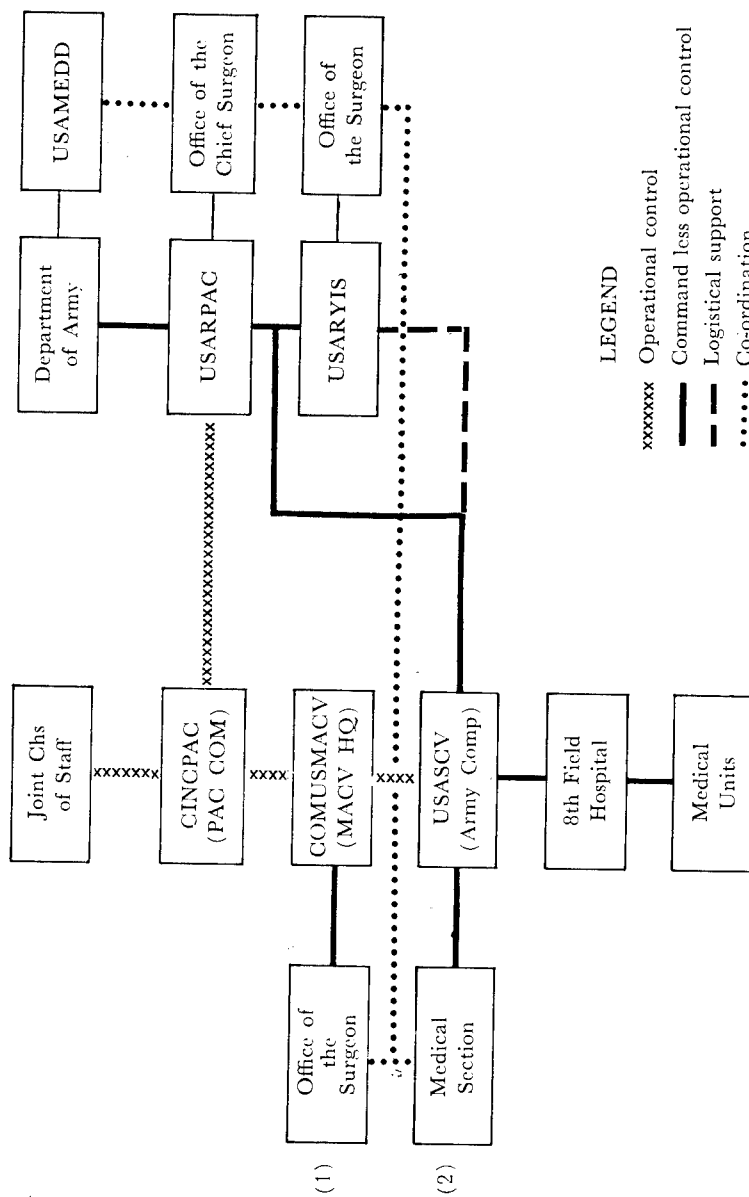 USAMEDD
Office of the
Chief Surgeon
Office of
the Surgeon
Department
of Army
USARPAC
USARYIS
Joint Chs
of Staff
CINCPAC
(PAC COM)
COMUSMACV
(MACV HQ)
USASCV
(Army Comp)
8th Field
Hospital
Medical
Units
(1)
Office of
the
Surgeon
(2)
Medical
Section
LEGEND
xxxxxxx Operational control
Command less operational control
Logistical support
Co-ordination